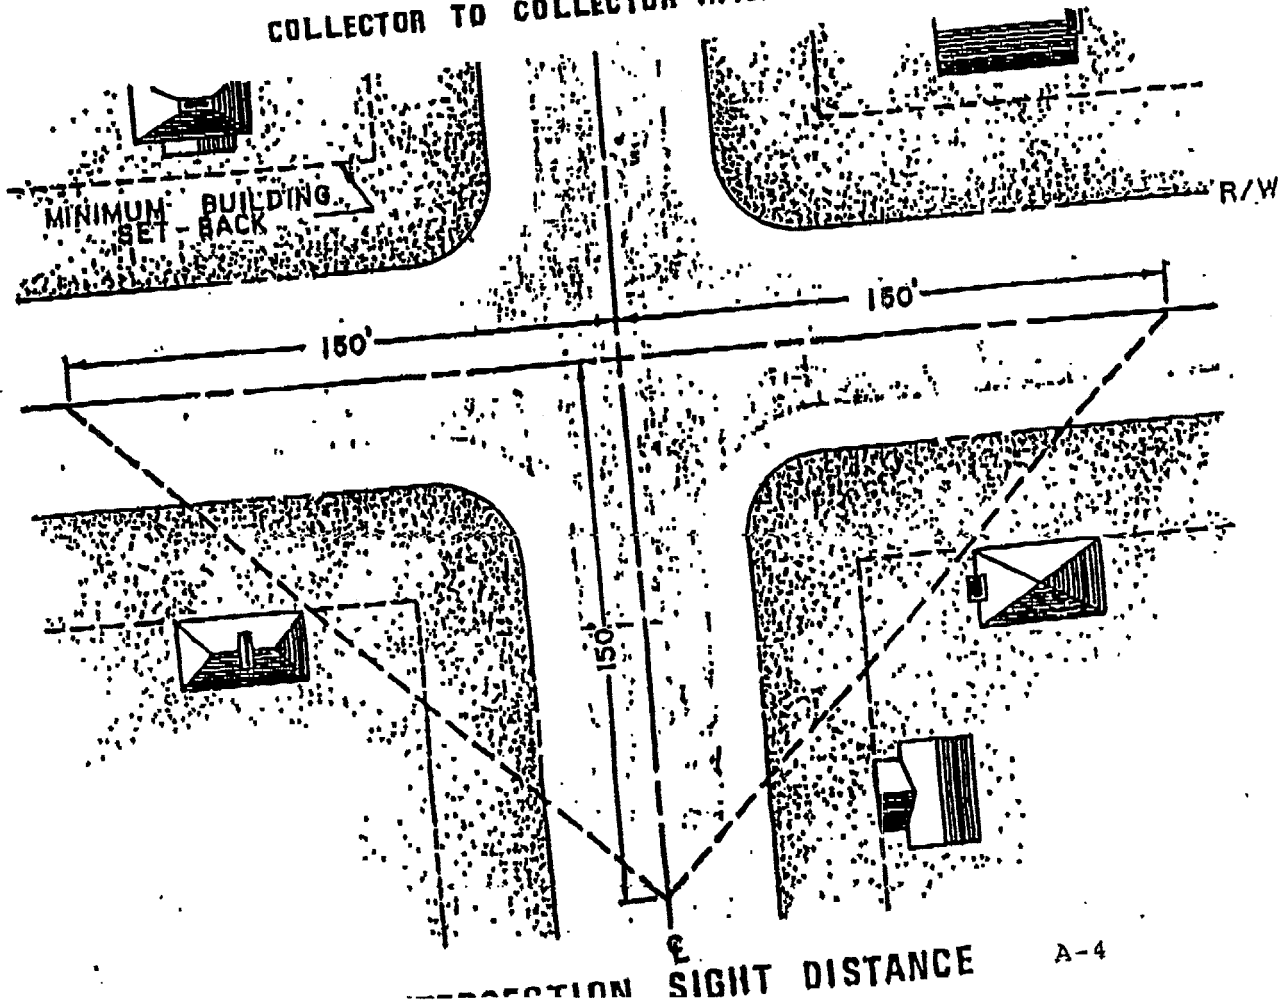 COLLECTOR TO COLLECTOR
MINIMUM BUILDING
SET-BACK
R/W
150'
150'
150'
℄
SIGHT DISTANCE
A-4